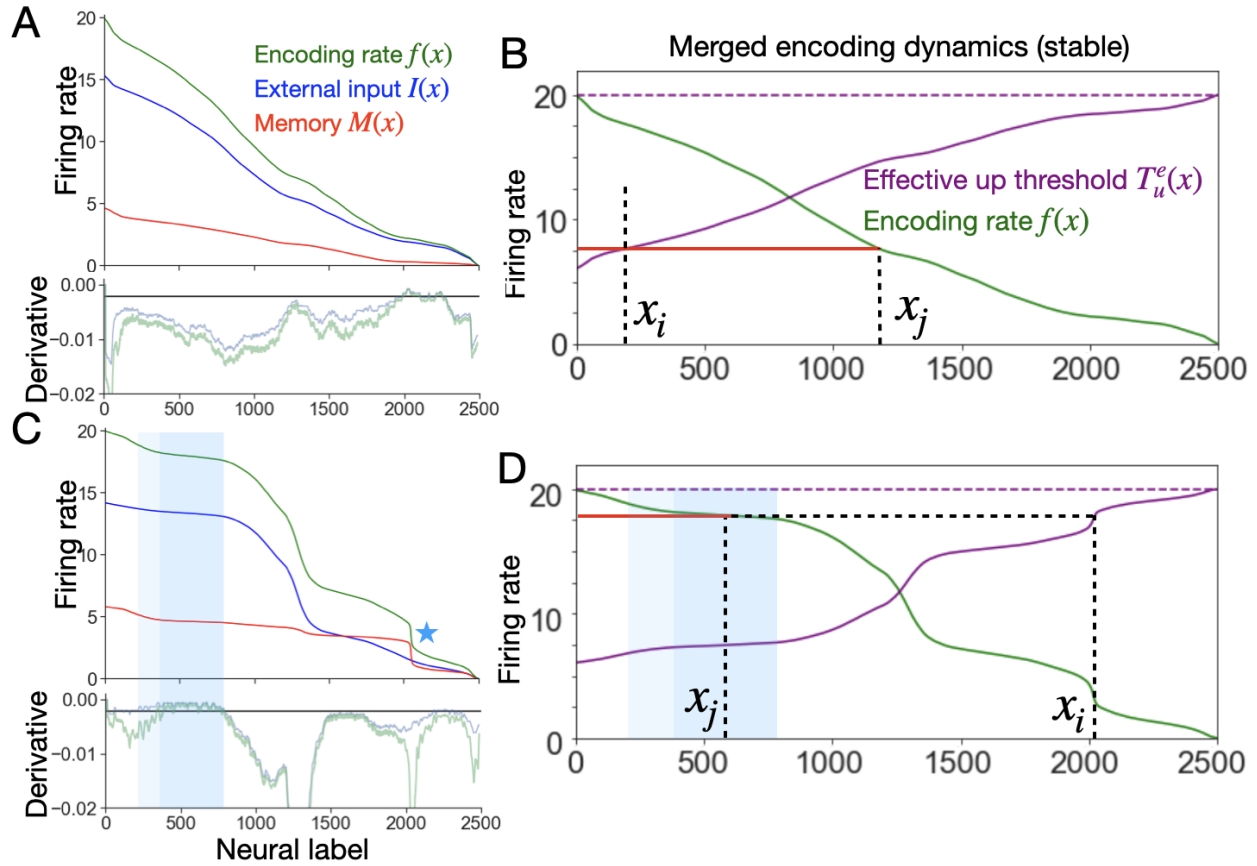 A
20
15
10
5
0
Firing rate
Encoding rate f(x)
External input I(x)
Memory M(x)
0.00
−0.01
−0.02
Derivative
0 500 1000 1500 2000 2500
B
Merged encoding dynamics (stable)
20
10
0
Firing rate
Effective up threshold T_u^e(x)
Encoding rate f(x)
x_i
x_j
0 500 1000 1500 2000 2500
C
20
15
10
5
0
Firing rate
0.00
−0.01
−0.02
Derivative
0 500 1000 1500 2000 2500
Neural label
D
20
10
0
Firing rate
x_j
x_i
0 500 1000 1500 2000 2500